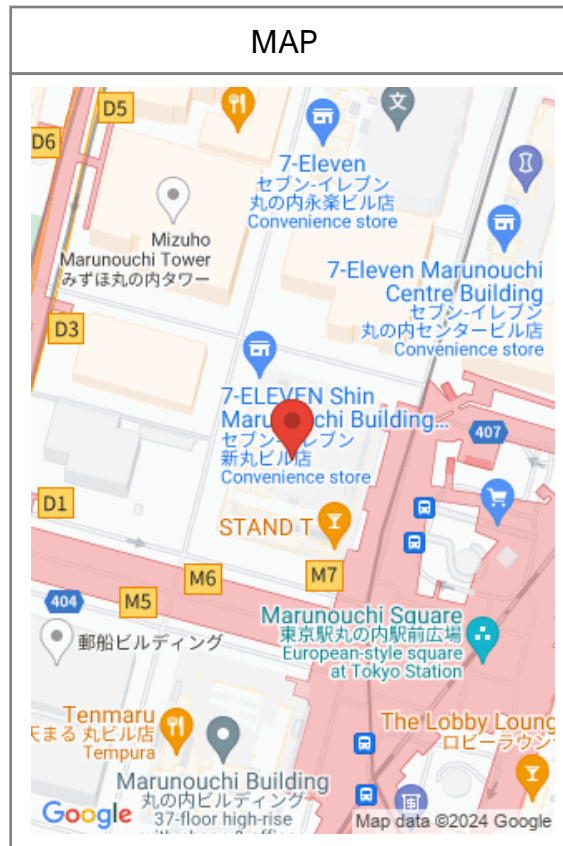 MAP
D5
D6
7-Eleven
セブン-イレブン
丸の内永楽ビル店
Convenience store
Mizuho
Marunouchi Tower
みずほ丸の内タワー
7-Eleven Marunouchi
Centre Building
セブン-イレブン
丸の内センタービル店
Convenience store
D3
7-ELEVEN Shin
Building...
セブン レブン
新丸ビル店
Convenience store
407
D1
STAND T
M6
M7
M5
404
郵船ビルディング
Marunouchi Square
東京駅丸の内駅前広場
European-style square
at Tokyo Station
Tenmaru
天まる 丸ビル店
Tempura
The Lobby Loung
ロビーラウン
Marunouchi Building
丸の内ビルディング
37-floor high-rise
Google
Map data ©2024 Google